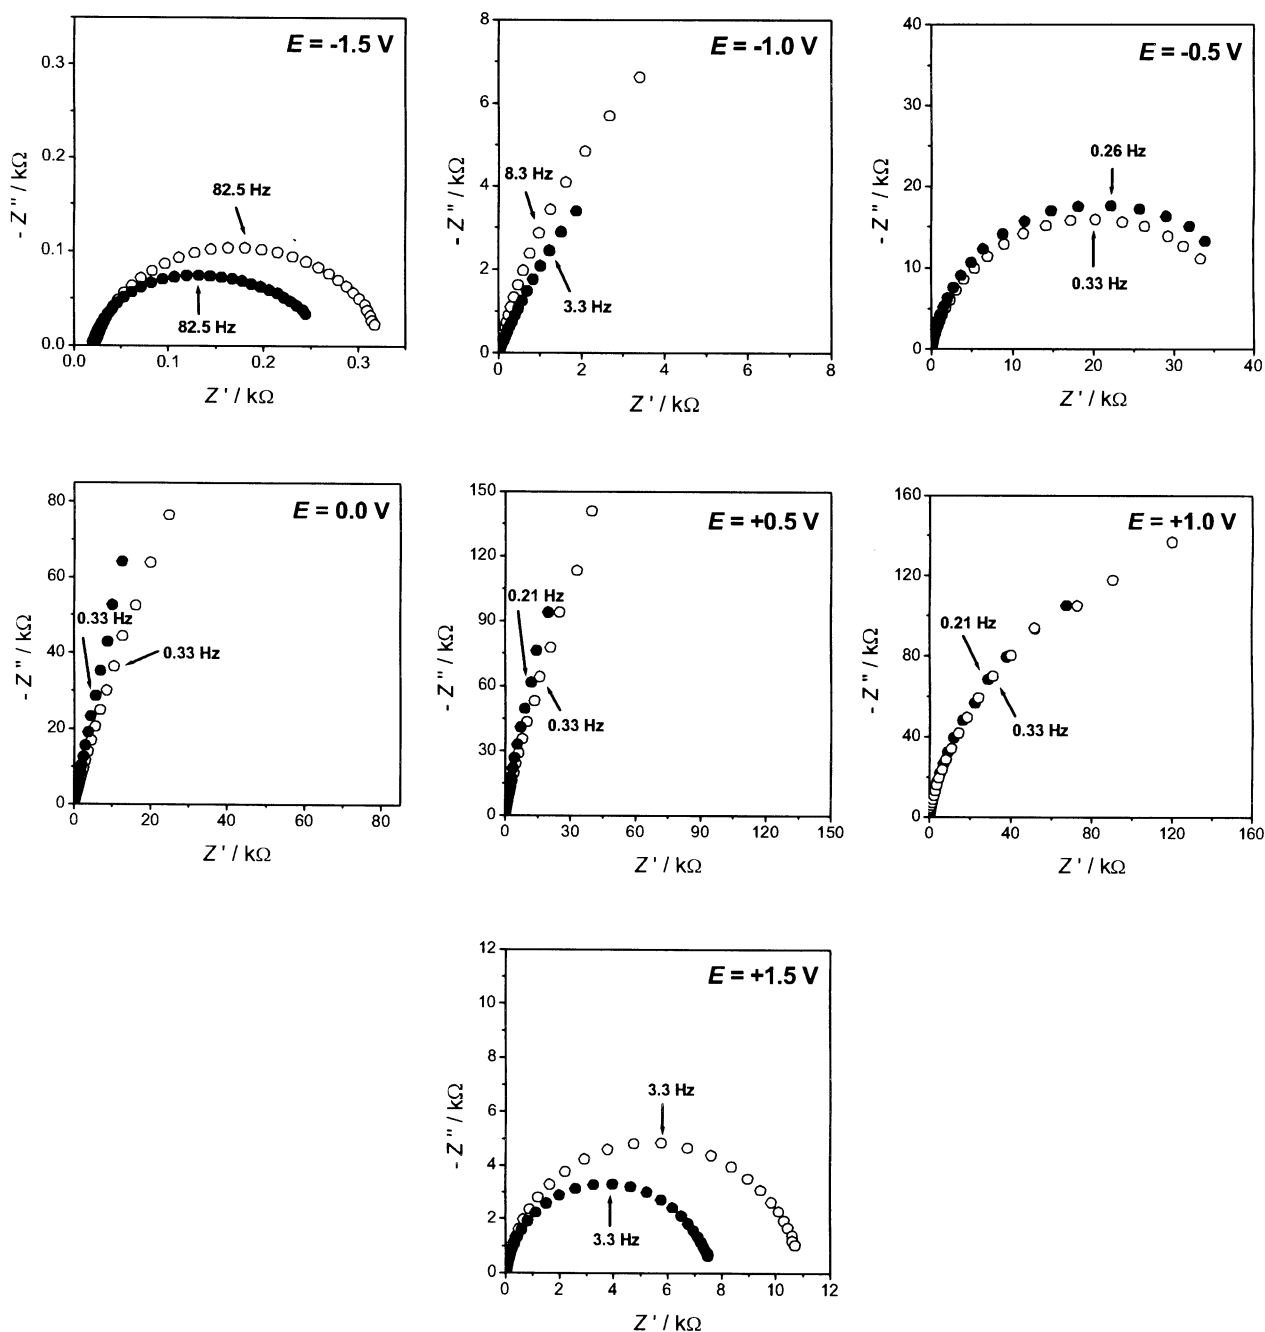 E = -1.5 V
0.3
0.2
0.1
0.0
- Z '' / kΩ
82.5 Hz
82.5 Hz
0.0 0.1 0.2 0.3
Z ' / kΩ
E = -1.0 V
8
6
4
2
0
- Z '' / kΩ
8.3 Hz
3.3 Hz
0 2 4 6 8
Z ' / kΩ
E = -0.5 V
40
30
20
10
0
- Z '' / kΩ
0.26 Hz
0.33 Hz
0 10 20 30 40
Z ' / kΩ
E = 0.0 V
80
60
40
20
0
- Z '' / kΩ
0.33 Hz
0.33 Hz
0 20 40 60 80
Z ' / kΩ
E = +0.5 V
150
120
90
60
30
0
- Z '' / kΩ
0.21 Hz
0.33 Hz
0 30 60 90 120 150
Z ' / kΩ
E = +1.0 V
160
120
80
40
0
- Z '' / kΩ
0.21 Hz
0.33 Hz
0 40 80 120 160
Z ' / kΩ
E = +1.5 V
12
10
8
6
4
2
0
- Z '' / kΩ
3.3 Hz
3.3 Hz
0 2 4 6 8 10 12
Z ' / kΩ